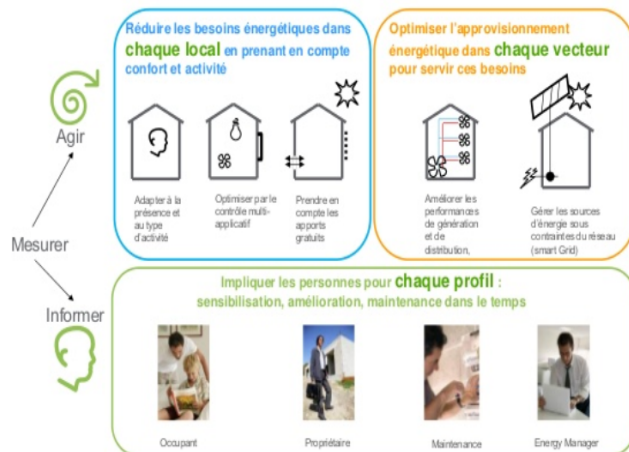 Réduire les besoins énergétiques dans
chaque local en prenant en compte
confort et activité
Optimiser l'approvisionnement
énergétique dans chaque vecteur
pour servir ces besoins
Agir
Adapter à la
présence et
au type
d'activité
Optimiser par le
contrôle multi-
applicatif
Prendre en
compte les
apports
gratuits
Améliorer les
performances
de génération
et de
distribution,
Gérer les sources
d'énergie sous
contraintes du réseau
(smart Grid)
Mesurer
Informer
Impliquer les personnes pour chaque profil :
sensibilisation, amélioration, maintenance dans le temps
Occupant
Propriétaire
Maintenance
Energy Manager